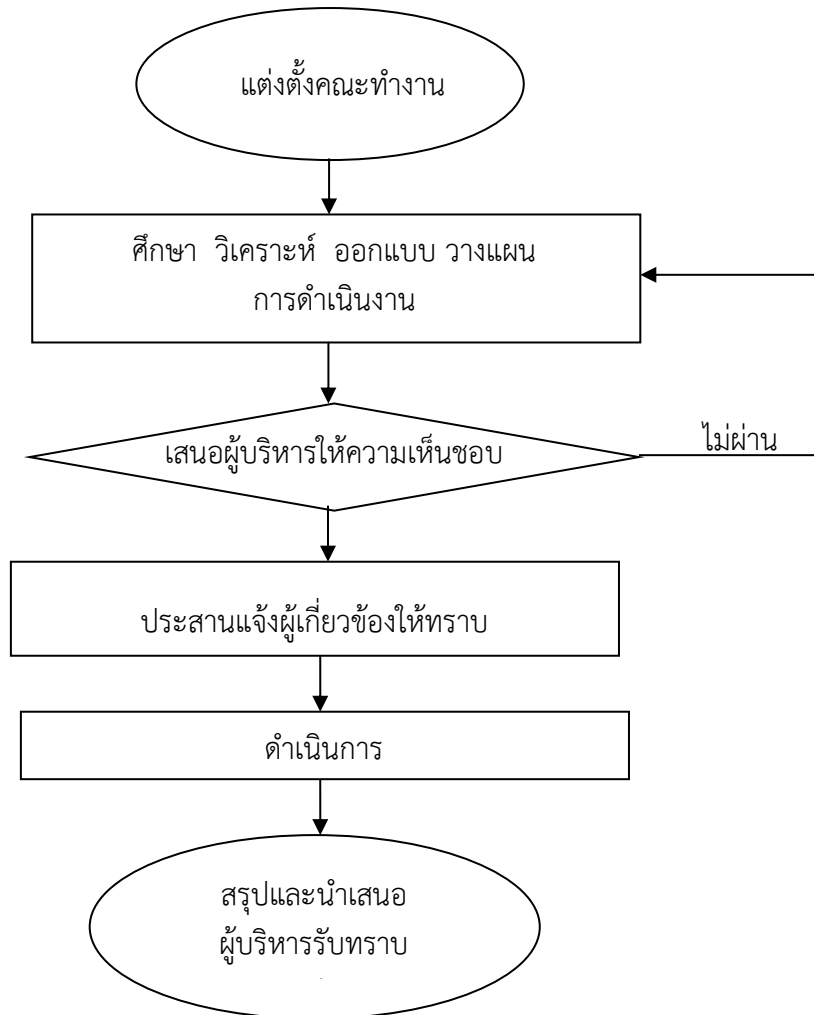 แต่งตั้งคณะทำงาน
ศึกษา วิเคราะห์ ออกแบบ วางแผน
การดำเนินงาน
เสนอผู้บริหารให้ความเห็นชอบ
ไม่ผ่าน
ประสานแจ้งผู้เกี่ยวข้องให้ทราบ
ดำเนินการ
สรุปและนำเสนอ
ผู้บริหารรับทราบ